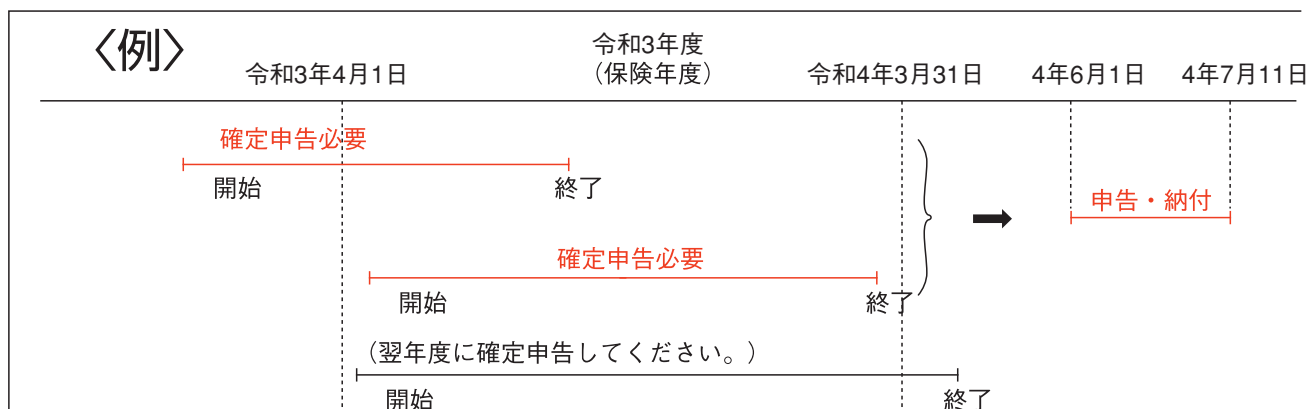 〈例〉
令和3年度
（保険年度）
令和3年4月1日
令和4年3月31日
4年6月1日
4年7月11日
確定申告必要
開始
終了
申告・納付
確定申告必要
開始
終了
（翌年度に確定申告してください。）
開始
終了